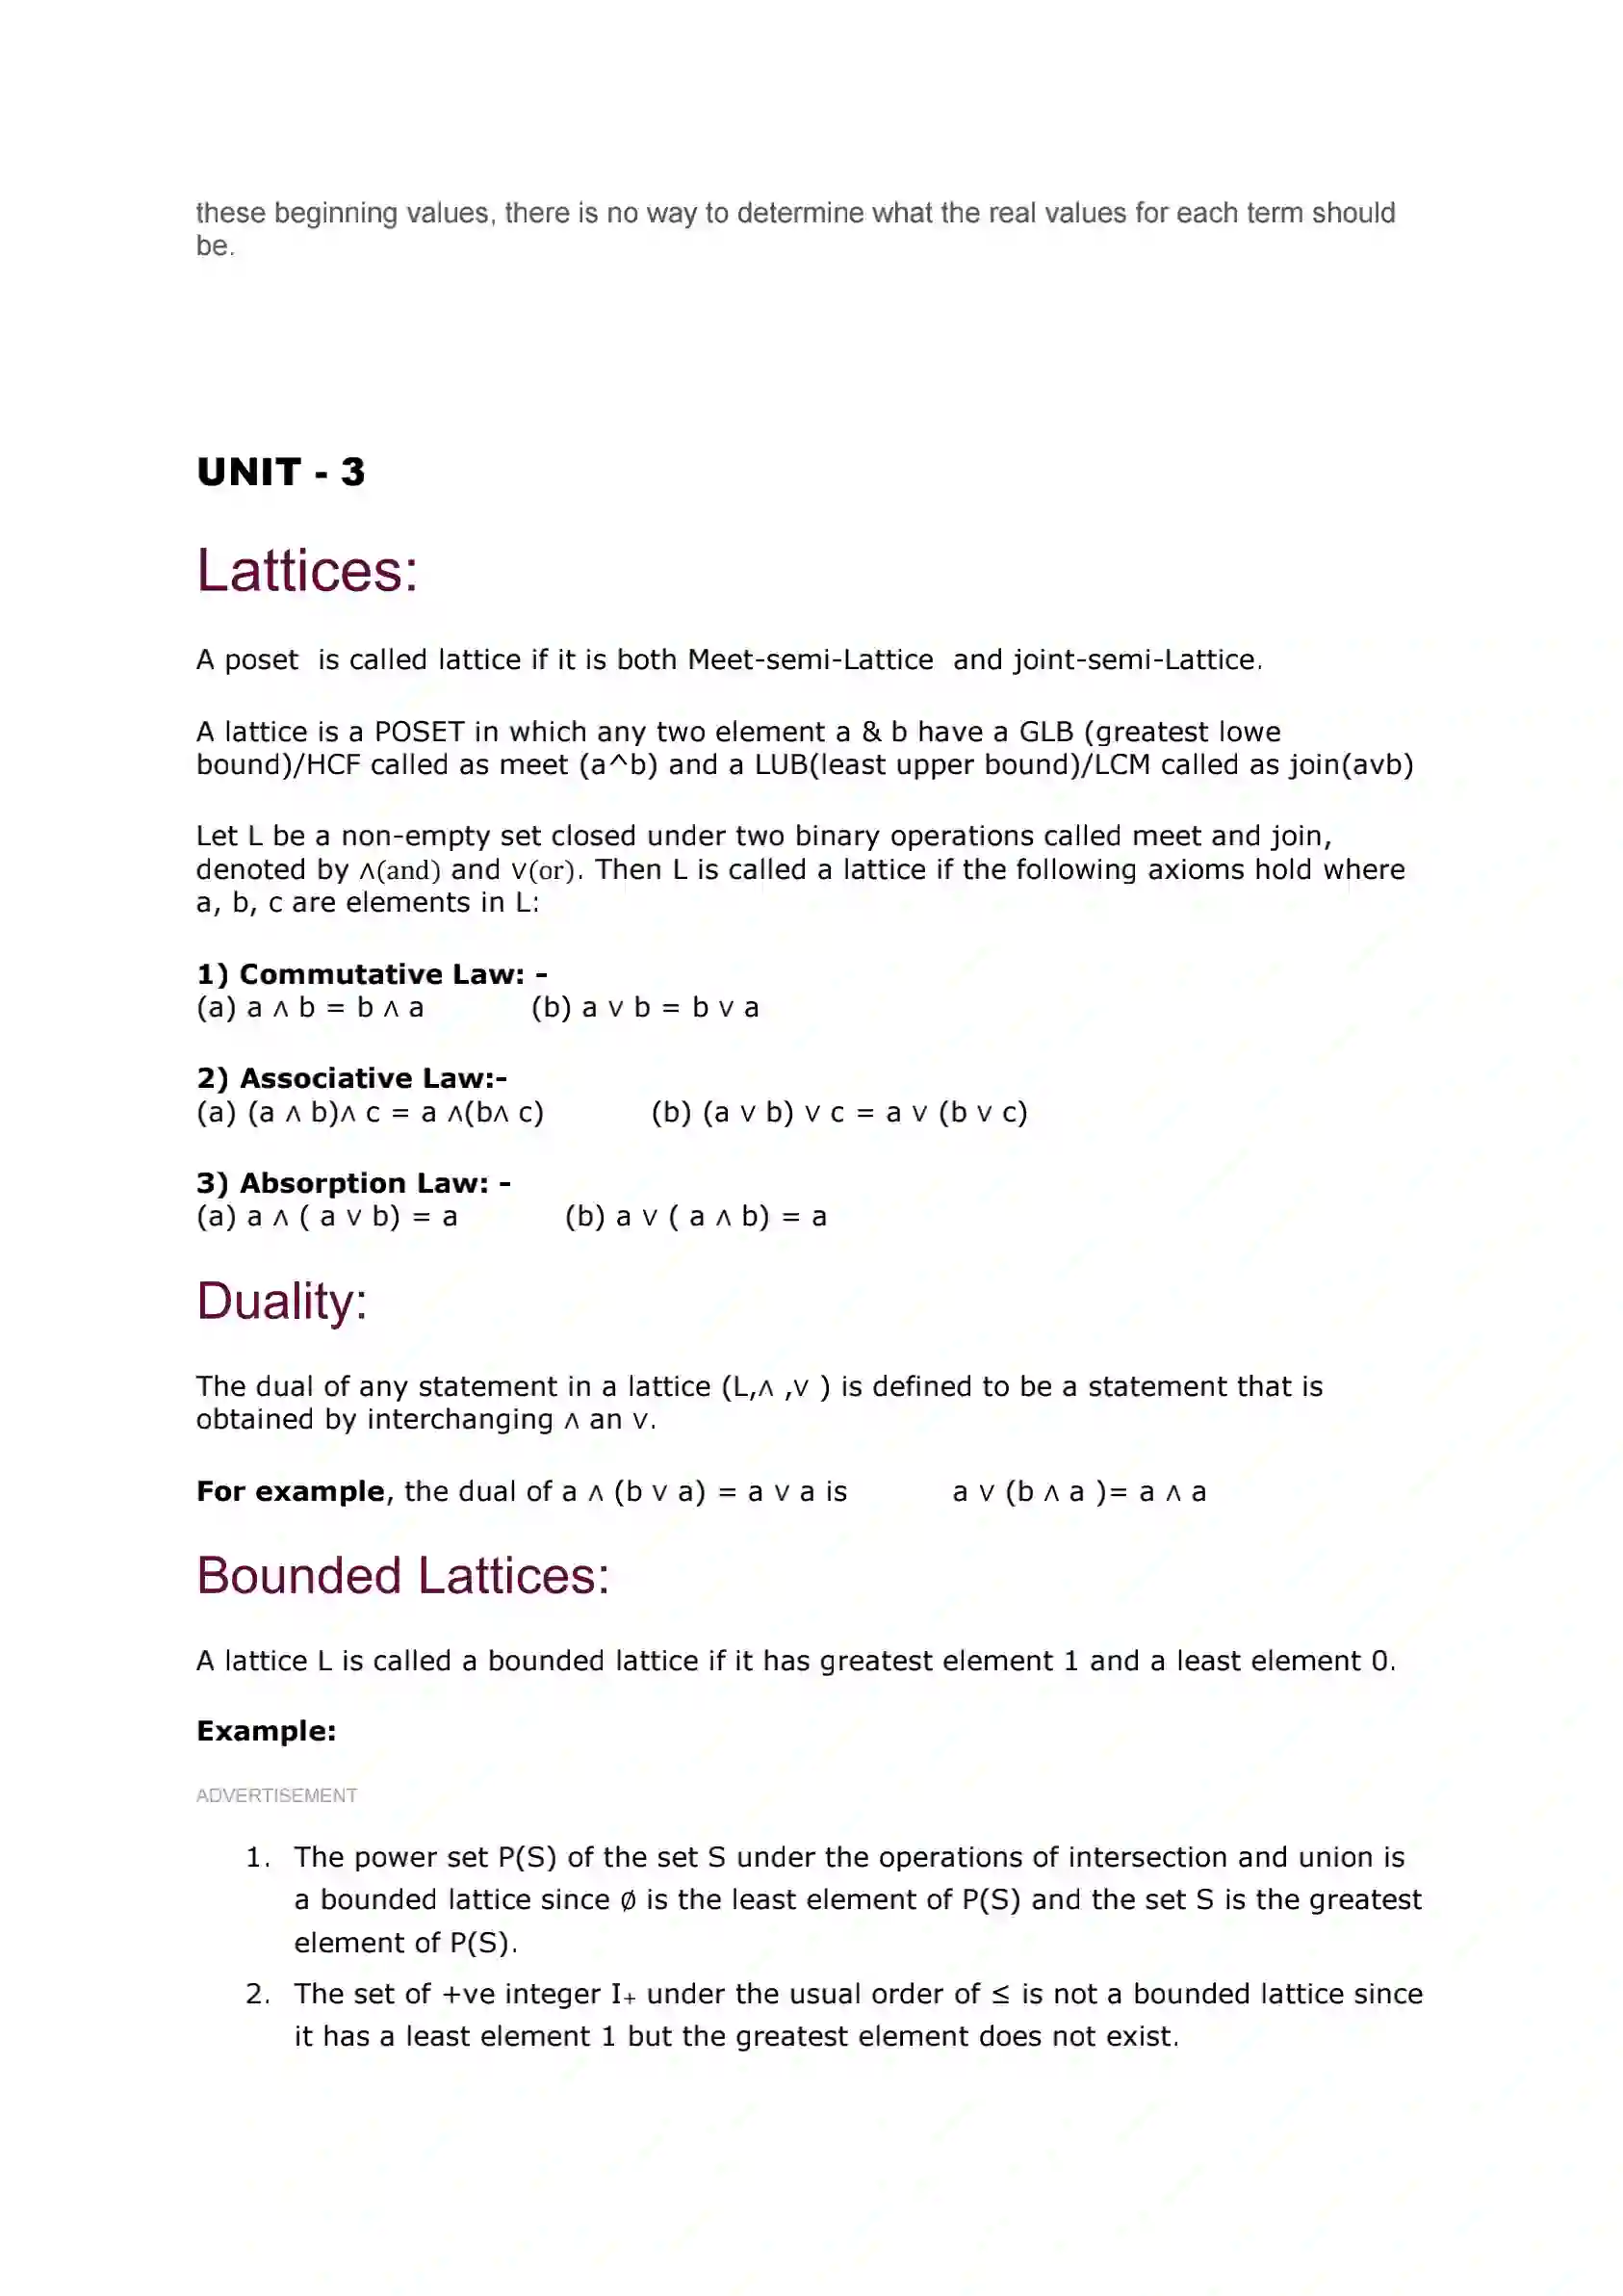 these beginning values, there is no way to determine what the real values for each term should
be.
UNIT - 3
Lattices:
A poset is called lattice if it is both Meet-semi-Lattice and joint-semi-Lattice.
A lattice is a POSET in which any two element a & b have a GLB (greatest lowe
bound)/HCF called as meet (a^b) and a LUB(least upper bound)/LCM called as join(avb)
Let L be a non-empty set closed under two binary operations called meet and join,
denoted by ∧(and) and ∨(or). Then L is called a lattice if the following axioms hold where
a, b, c are elements in L:
1) Commutative Law: -
(a) a ∧ b = b ∧ a (b) a ∨ b = b ∨ a
2) Associative Law:-
(a) (a ∧ b)∧ c = a ∧(b∧ c) (b) (a ∨ b) ∨ c = a ∨ (b ∨ c)
3) Absorption Law: -
(a) a ∧ ( a ∨ b) = a (b) a ∨ ( a ∧ b) = a
Duality:
The dual of any statement in a lattice (L,∧ ,∨ ) is defined to be a statement that is
obtained by interchanging ∧ an ∨.
For example, the dual of a ∧ (b ∨ a) = a ∨ a is a ∨ (b ∧ a )= a ∧ a
Bounded Lattices:
A lattice L is called a bounded lattice if it has greatest element 1 and a least element 0.
Example:
ADVERTISEMENT
1. The power set P(S) of the set S under the operations of intersection and union is
a bounded lattice since ∅ is the least element of P(S) and the set S is the greatest
element of P(S).
2. The set of +ve integer I₊ under the usual order of ≤ is not a bounded lattice since
it has a least element 1 but the greatest element does not exist.